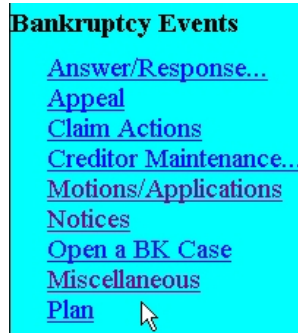 Bankruptcy Events
Answer/Response...
Appeal
Claim Actions
Creditor Maintenance...
Motions/Applications
Notices
Open a BK Case
Miscellaneous
Plan